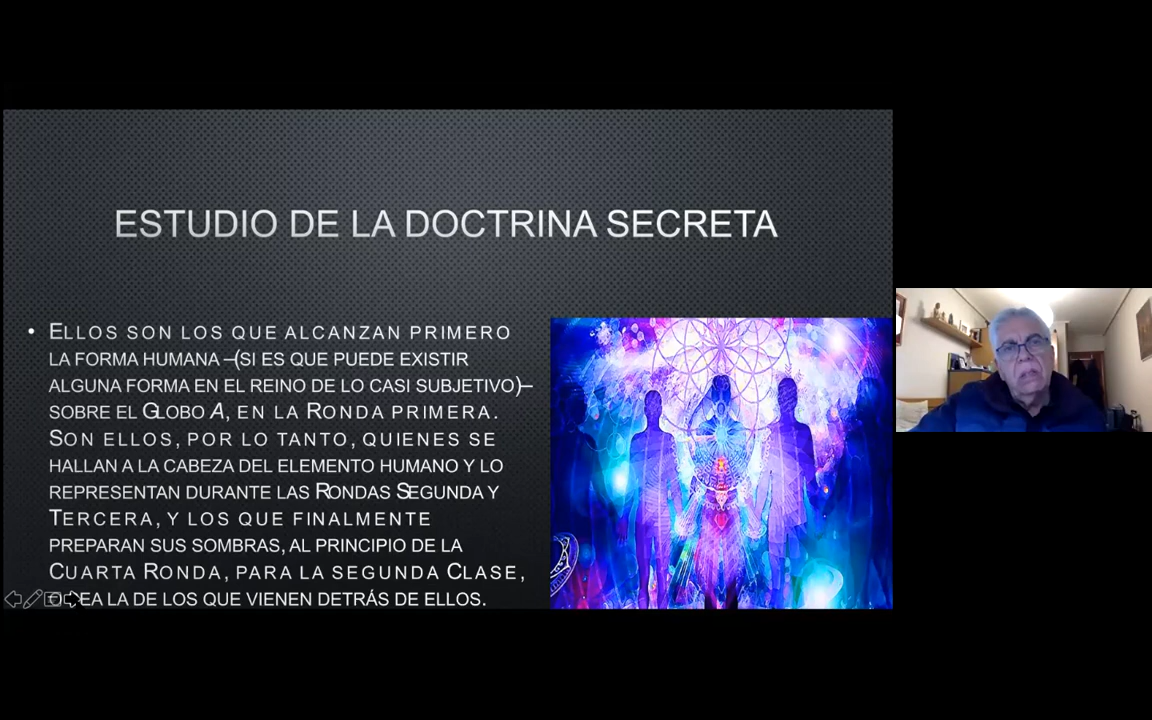 ESTUDIO DE LA DOCTRINA SECRETA
• ELLOS SON LOS QUE ALCANZAN PRIMERO
LA FORMA HUMANA –(SI ES QUE PUEDE EXISTIR
ALGUNA FORMA EN EL REINO DE LO CASI SUBJETIVO)–
SOBRE EL GLOBO A, EN LA RONDA PRIMERA.
SON ELLOS, POR LO TANTO, QUIENES SE
HALLAN A LA CABEZA DEL ELEMENTO HUMANO Y LO
REPRESENTAN DURANTE LAS RONDAS SEGUNDA Y
TERCERA, Y LOS QUE FINALMENTE
PREPARAN SUS SOMBRAS, AL PRINCIPIO DE LA
CUARTA RONDA, PARA LA SEGUNDA CLASE,
LA DE LOS QUE VIENEN DETRÁS DE ELLOS.